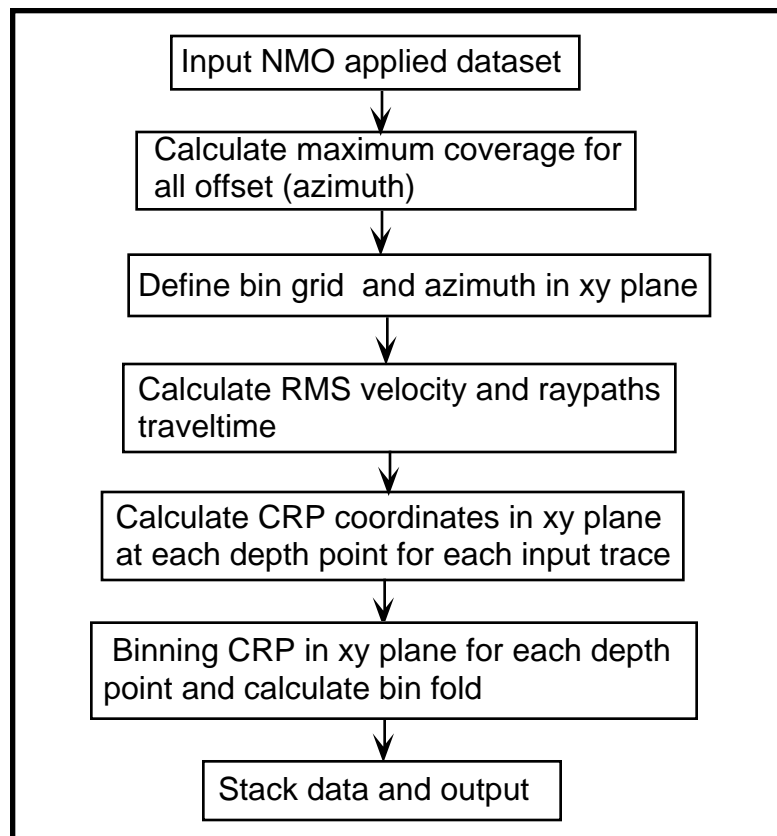 Input NMO applied dataset
Calculate maximum coverage for
all offset (azimuth)
Define bin grid and azimuth in xy plane
Calculate RMS velocity and raypaths
traveltime
Calculate CRP coordinates in xy plane
at each depth point for each input trace
Binning CRP in xy plane for each depth
point and calculate bin fold
Stack data and output